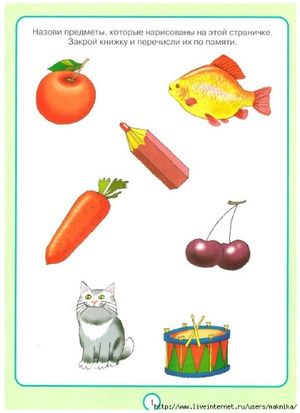 Назови предметы, которые нарисованы на этой страничке.
Закрой книжку и перечисли их по памяти.
1
http://www.liveinternet.ru/users/naknika/